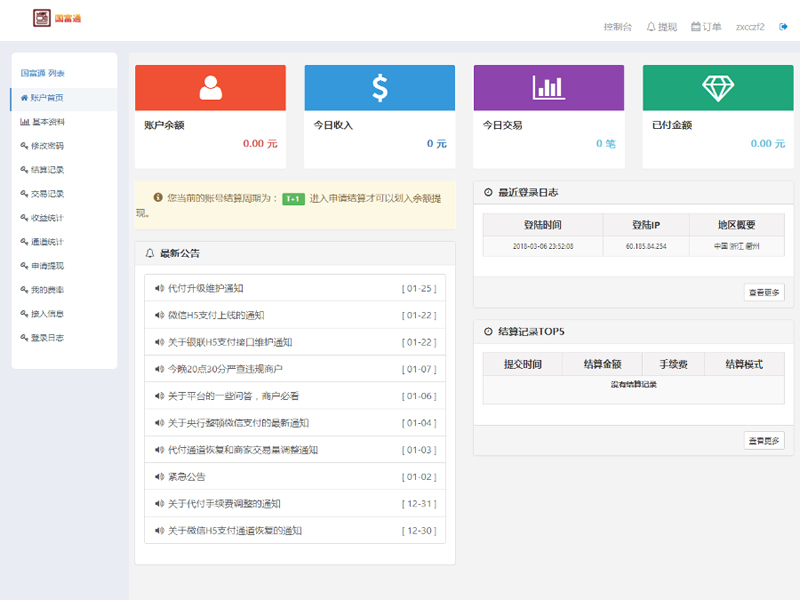 国富通
控制台
提现
订单
zxcczf2
国富通 列表
账户首页
基本资料
修改密码
结算记录
交易记录
收益统计
通道统计
申请提现
我的费率
接入信息
登录日志
账户余额
0.00 元
今日收入
0 元
今日交易
0 笔
已付金额
0.00 元
您当前的账号结算周期为： T+1 进入申请结算才可以划入余额提
现。
最新公告
代付升级维护通知 [ 01-25 ]
微信H5支付上线的通知 [ 01-22 ]
关于银联H5支付接口维护通知 [ 01-22 ]
今晚20点30分严查违规商户 [ 01-07 ]
关于平台的一些问答，商户必看 [ 01-06 ]
关于央行整顿微信支付的最新通知 [ 01-04 ]
代付通道恢复和商家交易量调整通知 [ 01-03 ]
紧急公告 [ 01-02 ]
关于代付手续费调整的通知 [ 12-31 ]
关于微信H5支付通道恢复的通知 [ 12-30 ]
最近登录日志
登陆时间 登陆IP 地区概要
2018-03-06 23:52:08 60.185.84.254 中国 浙江 衢州
查看更多
结算记录TOP5
提交时间 结算金额 手续费 结算模式
没有结算记录
查看更多